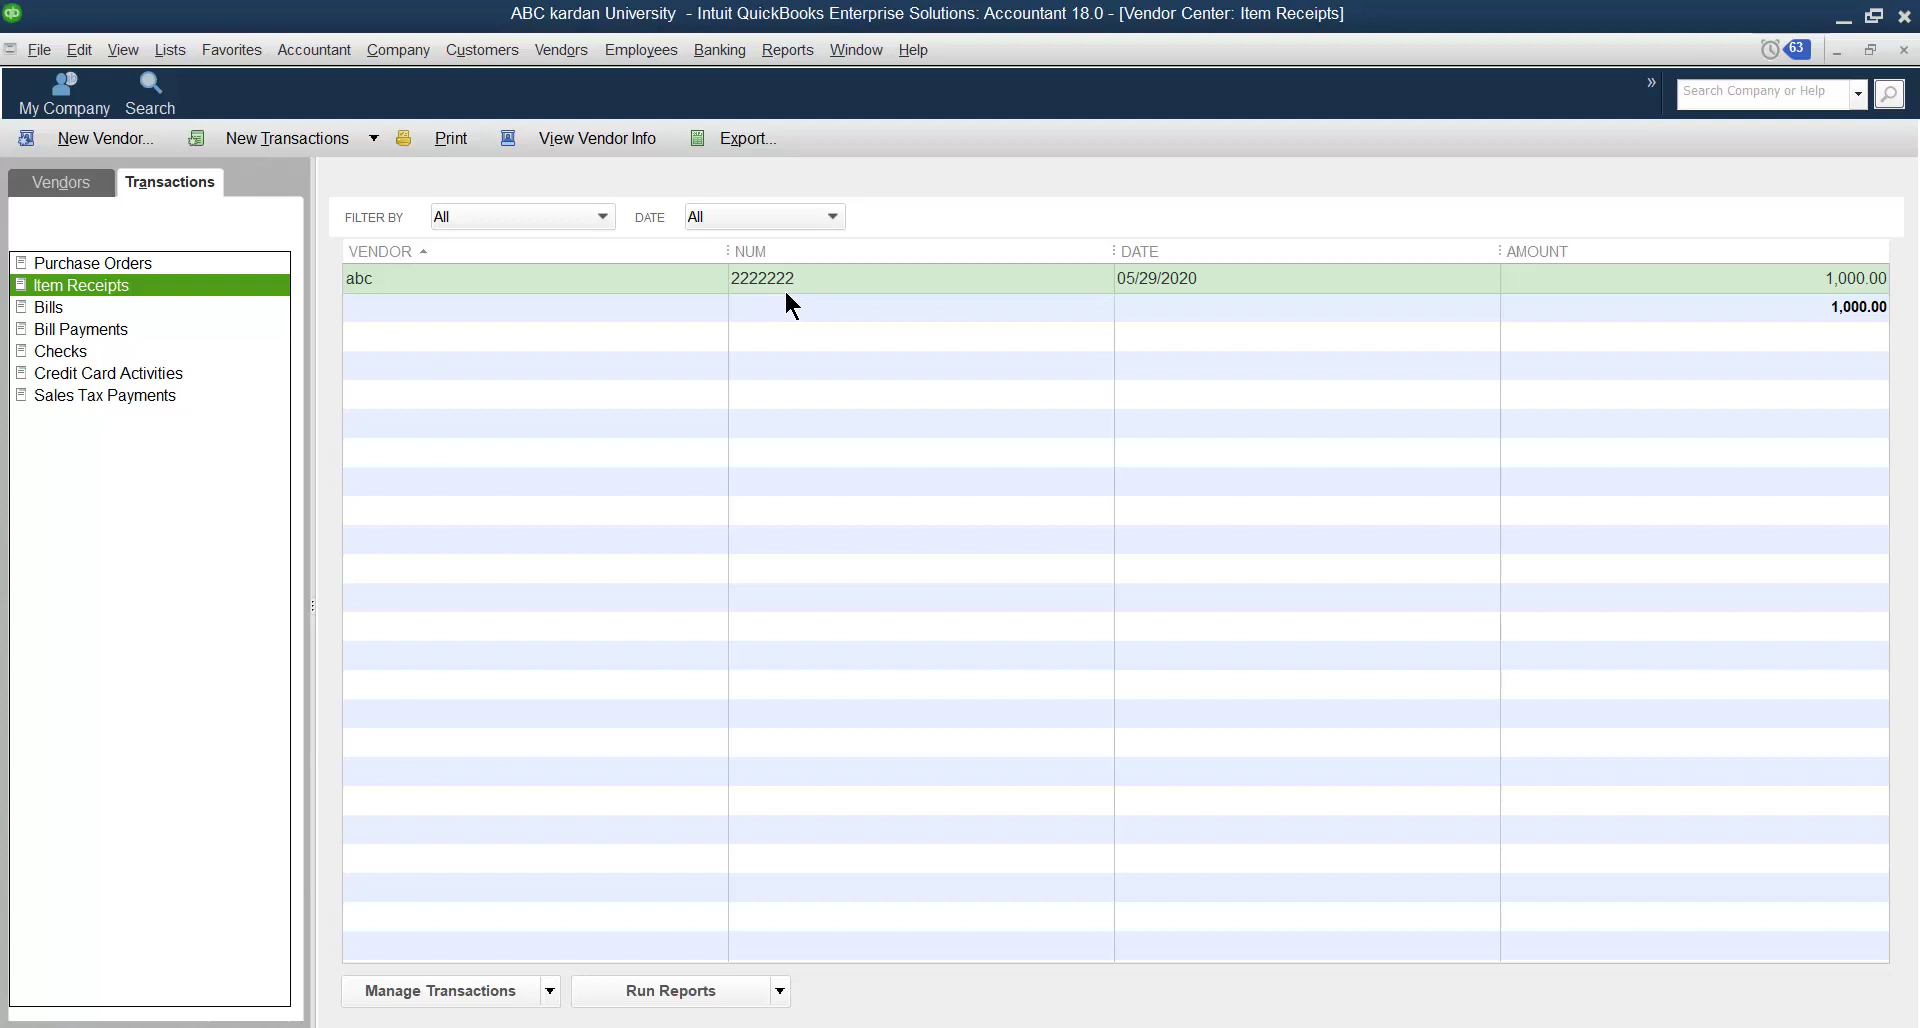 ABC kardan University - Intuit QuickBooks Enterprise Solutions: Accountant 18.0 - [Vendor Center: Item Receipts]
File Edit View Lists Favorites Accountant Company Customers Vendors Employees Banking Reports Window Help 63
My Company Search
Search Company or Help
New Vendor... New Transactions Print View Vendor Info Export...
Vendors Transactions
FILTER BY All DATE All
Purchase Orders
Item Receipts
Bills
Bill Payments
Checks
Credit Card Activities
Sales Tax Payments
VENDOR NUM DATE AMOUNT
abc 2222222 05/29/2020 1,000.00
1,000.00
Manage Transactions Run Reports